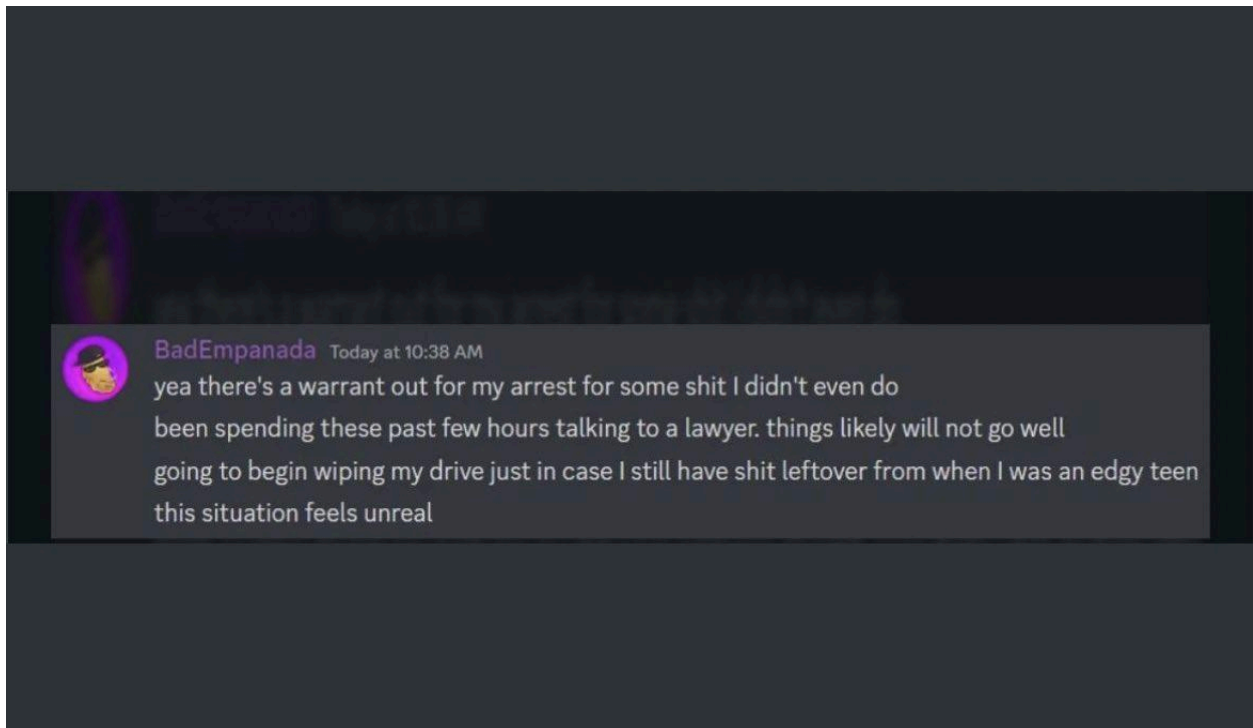 BadEmpanada Today at 10:38 AM
yea there's a warrant out for my arrest for some shit I didn't even do
been spending these past few hours talking to a lawyer. things likely will not go well
going to begin wiping my drive just in case I still have shit leftover from when I was an edgy teen
this situation feels unreal